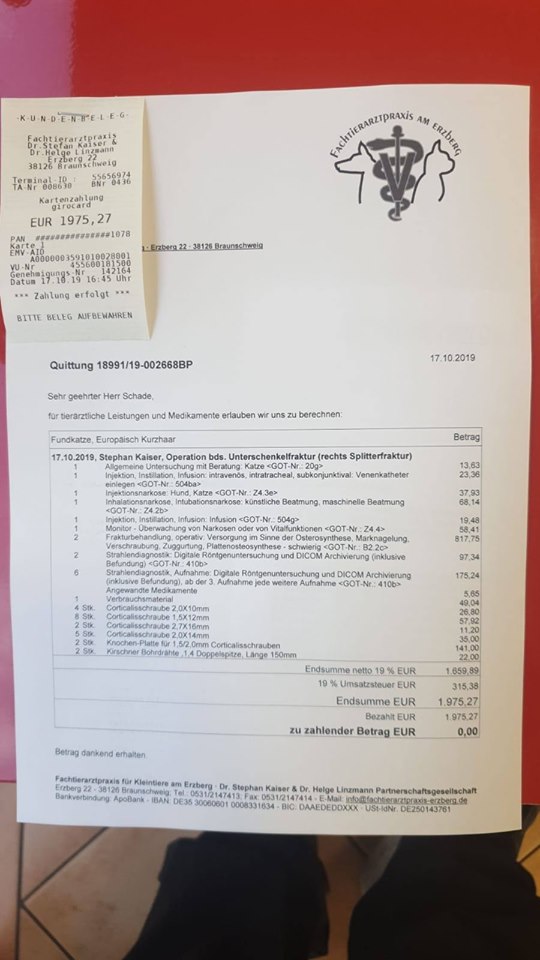 -K-U-N-D-E-N-B-E-L-E-G-
Fachtierarztpraxis
Dr.Stefan Kaiser &
Dr.Helge Linzmann
Erzberg 22
38126 Braunschweig
Terminal-ID : 55656974
TA-Nr 008630 BNr 0436
Kartenzahlung
girocard
EUR 1975,27
PAN ###############1078
Karte 1
EMV-AID
A0000003591010028001
VU-Nr 455600181500
Genehmigungs-Nr 142164
Datum 17.10.19 16:45 Uhr
*** Zahlung erfolgt ***
BITTE BELEG AUFBEWAHREN
FACHTIERARZTPRAXIS AM ERZBERG
· Erzberg 22 - 38126 Braunschweig
17.10.2019
Quittung 18991/19-002668BP
Sehr geehrter Herr Schade,
für tierärztliche Leistungen und Medikamente erlauben wir uns zu berechnen:
Fundkatze, Europäisch Kurzhaar Betrag
17.10.2019, Stephan Kaiser, Operation bds. Unterschenkelfraktur (rechts Splitterfraktur)
1 Allgemeine Untersuchung mit Beratung: Katze <GOT-Nr.: 20g> 13,63
1 Injektion, Instillation, Infusion: intravenös, intratracheal, subkonjunktival: Venenkatheter 23,36
einlegen <GOT-Nr.: 504ba>
1 Injektionsnarkose: Hund, Katze <GOT-Nr.: Z4.3e> 37,93
1 Inhalationsnarkose, Intubationsnarkose: künstliche Beatmung, maschinelle Beatmung 68,14
<GOT-Nr.: Z4.2b>
1 Injektion, Instillation, Infusion: Infusion <GOT-Nr.: 504g> 19,48
1 Monitor - Überwachung von Narkosen oder von Vitalfunktionen <GOT-Nr.: Z4.4> 58,41
2 Frakturbehandlung, operativ: Versorgung im Sinne der Osterosynthese, Marknagelung, 817,75
Verschraubung, Zuggurtung, Plattenosteosynthese - schwierig <GOT-Nr.: B2.2c>
2 Strahlendiagnostik: Digitale Röntgenuntersuchung und DICOM Archivierung (inklusive 97,34
Befundung) <GOT-Nr.: 410b>
6 Strahlendiagnostik, Aufnahme: Digitale Röntgenuntersuchung und DICOM Archivierung 175,24
(inklusive Befundung), ab der 3. Aufnahme jede weitere Aufnahme <GOT-Nr.: 410b>
Angewandte Medikamente 5,65
1 Verbrauchsmaterial 49,04
4 Stk. Corticalisschraube 2,0X10mm 26,80
8 Stk. Corticalisschraube 1,5X12mm 57,92
2 Stk. Corticalisschraube 2,7X16mm 11,20
5 Stk. Corticalisschraube 2,0X14mm 35,00
2 Stk. Knochen-Platte für 1,5/2,0mm Corticalisschrauben 141,00
2 Stk. Kirschner Bohrdrähte ,1,4 Doppelspitze, Länge 150mm 22,00
Endsumme netto 19 % EUR 1.659,89
19 % Umsatzsteuer EUR 315,38
Endsumme EUR 1.975,27
Bezahlt EUR 1.975,27
zu zahlender Betrag EUR 0,00
Betrag dankend erhalten.
Fachtierarztpraxis für Kleintiere am Erzberg · Dr. Stephan Kaiser & Dr. Helge Linzmann Partnerschaftsgesellschaft
Erzberg 22 - 38126 Braunschweig; Tel.: 0531/2147413; Fax: 0531/2147414 - E-Mail: info@fachtierarztpraxis-erzberg.de
Bankverbindung: ApoBank - IBAN: DE35 30060601 0008331634 - BIC: DAAEDEDDXXX · USt-IdNr. DE250143761